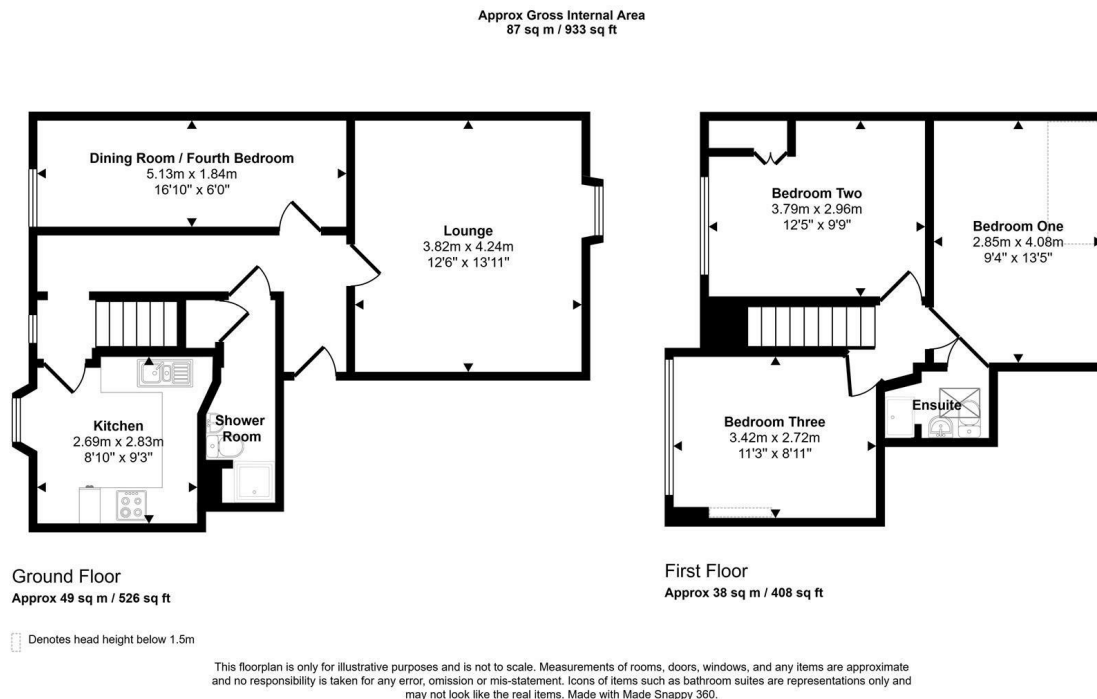 Approx Gross Internal Area
87 sq m / 933 sq ft
Dining Room / Fourth Bedroom
5.13m x 1.84m
16'10" x 6'0"
Lounge
3.82m x 4.24m
12'6" x 13'11"
Kitchen
2.69m x 2.83m
8'10" x 9'3"
Shower
Room
Ground Floor
Approx 49 sq m / 526 sq ft
Bedroom Two
3.79m x 2.96m
12'5" x 9'9"
Bedroom One
2.85m x 4.08m
9'4" x 13'5"
Bedroom Three
3.42m x 2.72m
11'3" x 8'11"
Ensuite
First Floor
Approx 38 sq m / 408 sq ft
Denotes head height below 1.5m
This floorplan is only for illustrative purposes and is not to scale. Measurements of rooms, doors, windows, and any items are approximate
and no responsibility is taken for any error, omission or mis-statement. Icons of items such as bathroom suites are representations only and
may not look like the real items. Made with Made Snappy 360.